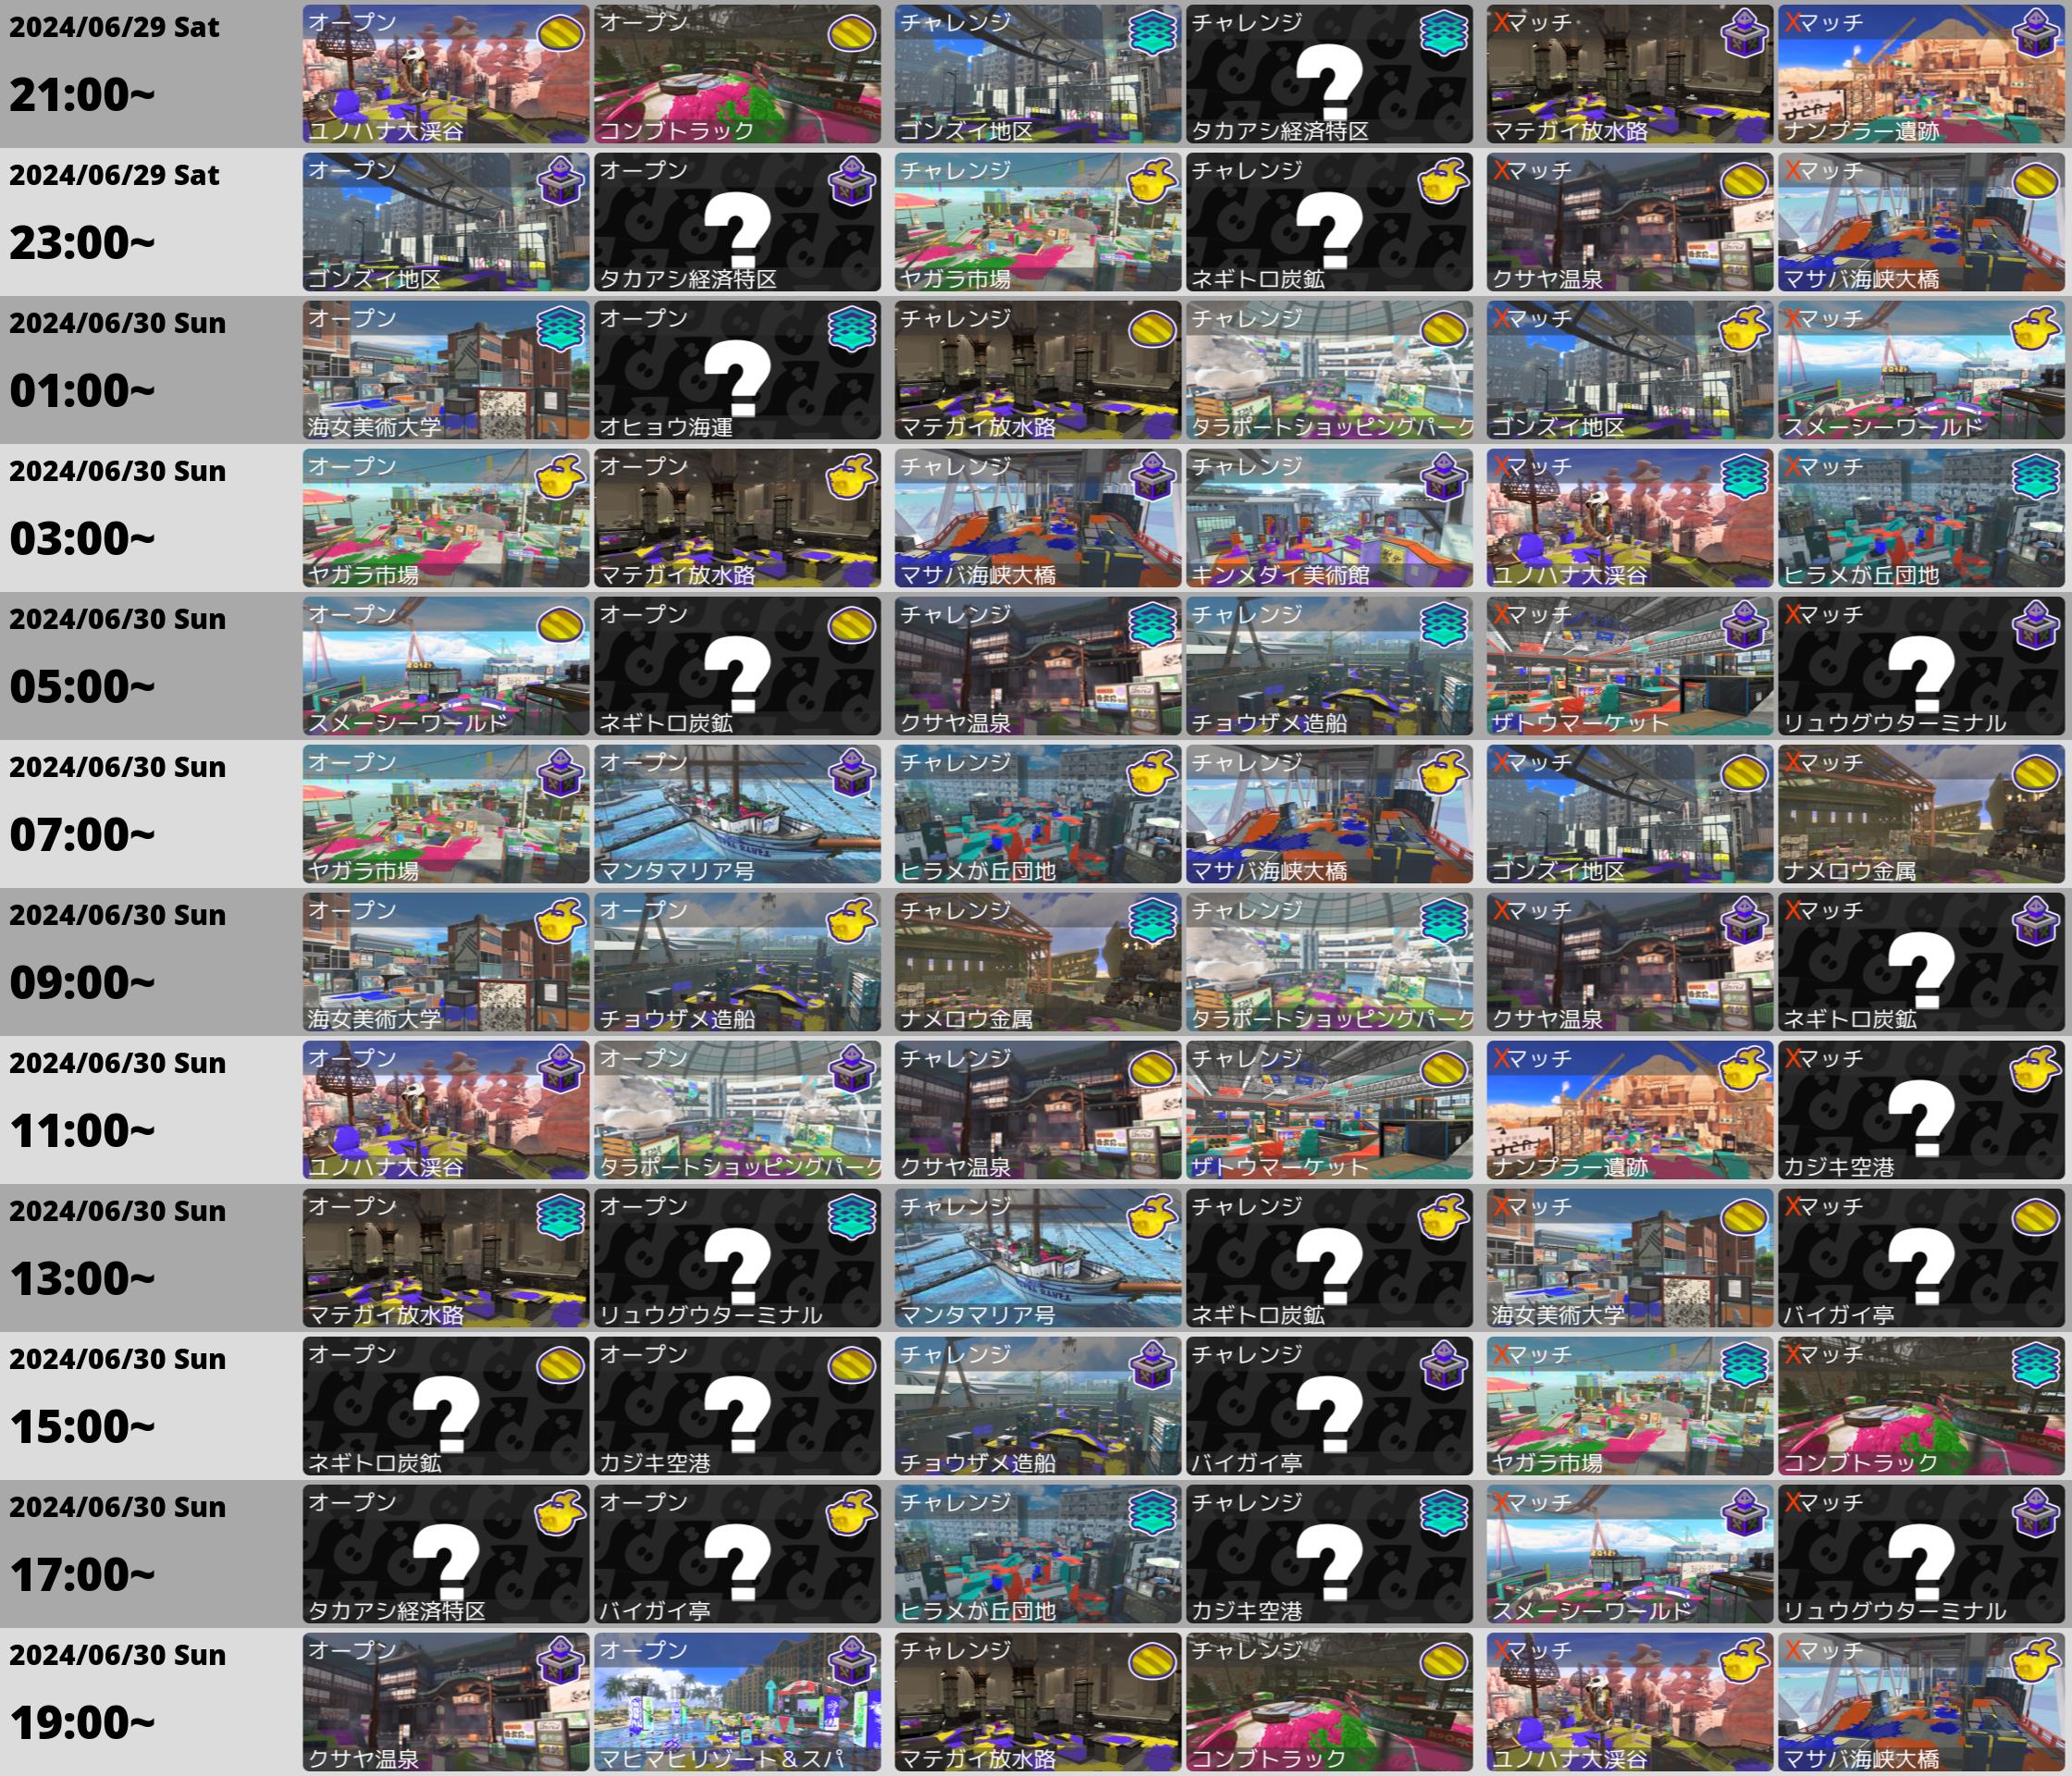 2024/06/29 Sat
21:00~
オープン
ユノハナ大渓谷
オープン
コンブトラック
チャレンジ
ゴンズイ地区
チャレンジ
タカアシ経済特区
Xマッチ
マテガイ放水路
Xマッチ
ナンプラー遺跡
2024/06/29 Sat
23:00~
オープン
ゴンズイ地区
オープン
タカアシ経済特区
チャレンジ
ヤガラ市場
チャレンジ
ネギトロ炭鉱
Xマッチ
クサヤ温泉
Xマッチ
マサバ海峡大橋
2024/06/30 Sun
01:00~
オープン
海女美術大学
オープン
オヒョウ海運
チャレンジ
マテガイ放水路
チャレンジ
タラポートショッピングパーク
Xマッチ
ゴンズイ地区
Xマッチ
スメーシーワールド
2024/06/30 Sun
03:00~
オープン
ヤガラ市場
オープン
マテガイ放水路
チャレンジ
マサバ海峡大橋
チャレンジ
キンメダイ美術館
Xマッチ
ユノハナ大渓谷
Xマッチ
ヒラメが丘団地
2024/06/30 Sun
05:00~
オープン
スメーシーワールド
オープン
ネギトロ炭鉱
チャレンジ
クサヤ温泉
チャレンジ
チョウザメ造船
Xマッチ
ザトウマーケット
Xマッチ
リュウグウターミナル
2024/06/30 Sun
07:00~
オープン
ヤガラ市場
オープン
マンタマリア号
チャレンジ
ヒラメが丘団地
チャレンジ
マサバ海峡大橋
Xマッチ
ゴンズイ地区
Xマッチ
ナメロウ金属
2024/06/30 Sun
09:00~
オープン
海女美術大学
オープン
チョウザメ造船
チャレンジ
ナメロウ金属
チャレンジ
タラポートショッピングパーク
Xマッチ
クサヤ温泉
Xマッチ
ネギトロ炭鉱
2024/06/30 Sun
11:00~
オープン
ユノハナ大渓谷
オープン
タラポートショッピングパーク
チャレンジ
クサヤ温泉
チャレンジ
ザトウマーケット
Xマッチ
ナンプラー遺跡
Xマッチ
カジキ空港
2024/06/30 Sun
13:00~
オープン
マテガイ放水路
オープン
リュウグウターミナル
チャレンジ
マンタマリア号
チャレンジ
ネギトロ炭鉱
Xマッチ
海女美術大学
Xマッチ
バイガイ亭
2024/06/30 Sun
15:00~
オープン
ネギトロ炭鉱
オープン
カジキ空港
チャレンジ
チョウザメ造船
チャレンジ
バイガイ亭
Xマッチ
ヤガラ市場
Xマッチ
コンブトラック
2024/06/30 Sun
17:00~
オープン
タカアシ経済特区
オープン
バイガイ亭
チャレンジ
ヒラメが丘団地
チャレンジ
カジキ空港
Xマッチ
スメーシーワールド
Xマッチ
リュウグウターミナル
2024/06/30 Sun
19:00~
オープン
クサヤ温泉
オープン
マヒマヒリゾート＆スパ
チャレンジ
マテガイ放水路
チャレンジ
コンブトラック
Xマッチ
ユノハナ大渓谷
Xマッチ
マサバ海峡大橋